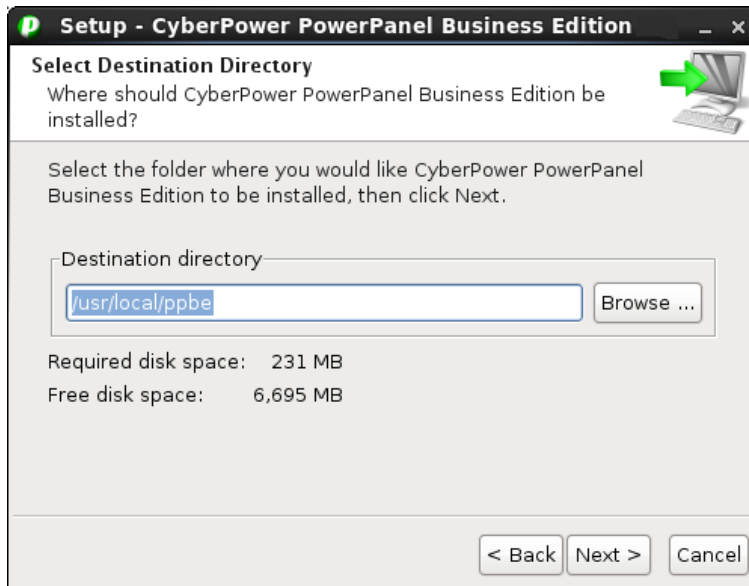 Setup - CyberPower PowerPanel Business Edition
Select Destination Directory
Where should CyberPower PowerPanel Business Edition be
installed?
Select the folder where you would like CyberPower PowerPanel
Business Edition to be installed, then click Next.
Destination directory
/usr/local/ppbe
Browse ...
Required disk space: 231 MB
Free disk space: 6,695 MB
< Back
Next >
Cancel